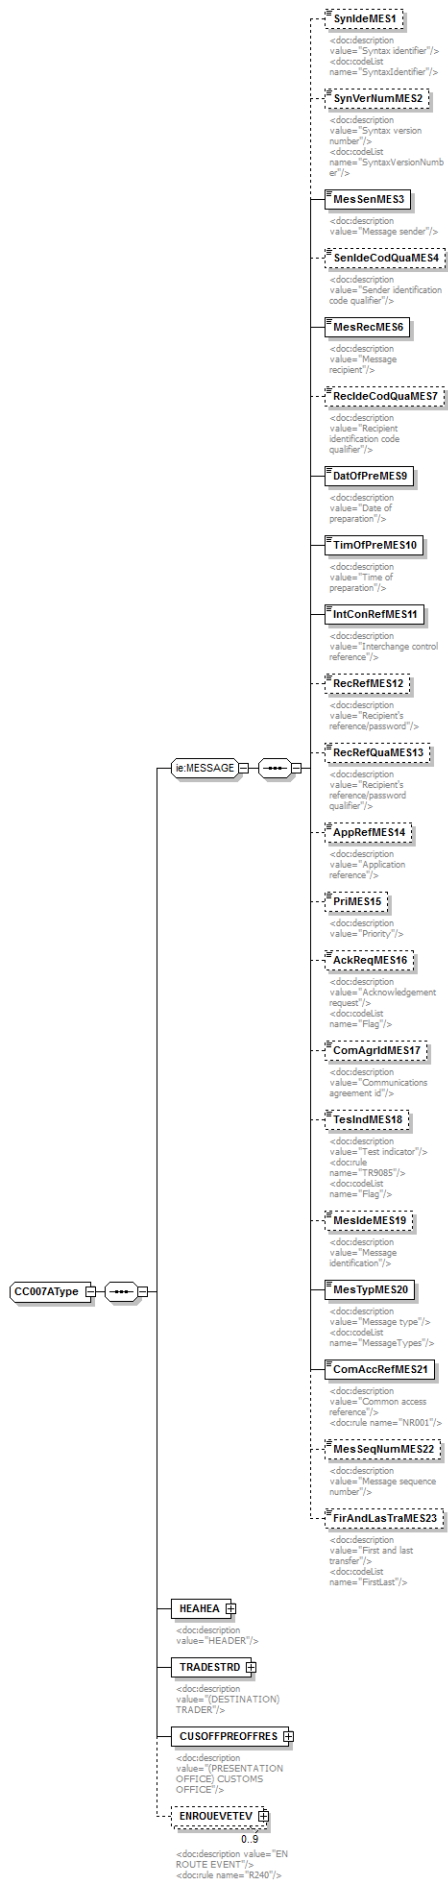 SynIdeMES1
<doc:description
value="Syntax identifier"/>
<doc:codeList
name="SyntaxIdentifier"/>
SynVerNumMES2
<doc:description
value="Syntax version
number"/>
<doc:codeList
name="SyntaxVersionNumb
er"/>
MesSenMES3
<doc:description
value="Message sender"/>
SenIdeCodQuaMES4
<doc:description
value="Sender identification
code qualifier"/>
MesRecMES6
<doc:description
value="Message
recipient"/>
RecIdeCodQuaMES7
<doc:description
value="Recipient
identification code
qualifier"/>
DatOfPreMES9
<doc:description
value="Date of
preparation"/>
TimOfPreMES10
<doc:description
value="Time of
preparation"/>
IntConRefMES11
<doc:description
value="Interchange control
reference"/>
RecRefMES12
<doc:description
value="Recipient's
reference/password"/>
RecRefQuaMES13
<doc:description
value="Recipient's
reference/password
qualifier"/>
ie:MESSAGE
AppRefMES14
<doc:description
value="Application
reference"/>
PriMES15
<doc:description
value="Priority"/>
AckReqMES16
<doc:description
value="Acknowledgement
request"/>
<doc:codeList
name="Flag"/>
ComAgrIdMES17
<doc:description
value="Communications
agreement id"/>
TesIndMES18
<doc:description
value="Test indicator"/>
<doc:rule
name="TR9085"/>
<doc:codeList
name="Flag"/>
MesIdeMES19
<doc:description
value="Message
identification"/>
CC007AType
MesTypMES20
<doc:description
value="Message type"/>
<doc:codeList
name="MessageTypes"/>
ComAccRefMES21
<doc:description
value="Common access
reference"/>
<doc:rule name="NR001"/>
MesSeqNumMES22
<doc:description
value="Message sequence
number"/>
FirAndLasTraMES23
<doc:description
value="First and last
transfer"/>
<doc:codeList
name="FirstLast"/>
HEAHEA
<doc:description
value="HEADER"/>
TRADESTRD
<doc:description
value="(DESTINATION)
TRADER"/>
CUSOFFPREOFFRES
<doc:description
value="(PRESENTATION
OFFICE) CUSTOMS
OFFICE"/>
ENROUEVETEV
0..9
<doc:description value="EN
ROUTE EVENT"/>
<doc:rule name="R240"/>